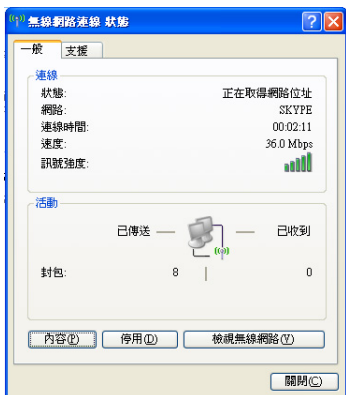 無線網路連線 狀態
一般 支援
連線
狀態: 正在取得網路位址
網路: SKYPE
連線時間: 00:02:11
速度: 36.0 Mbps
訊號強度:
活動
已傳送 — — 已收到
封包: 8 | 0
內容(P) 停用(D) 檢視無線網路(V)
關閉(C)